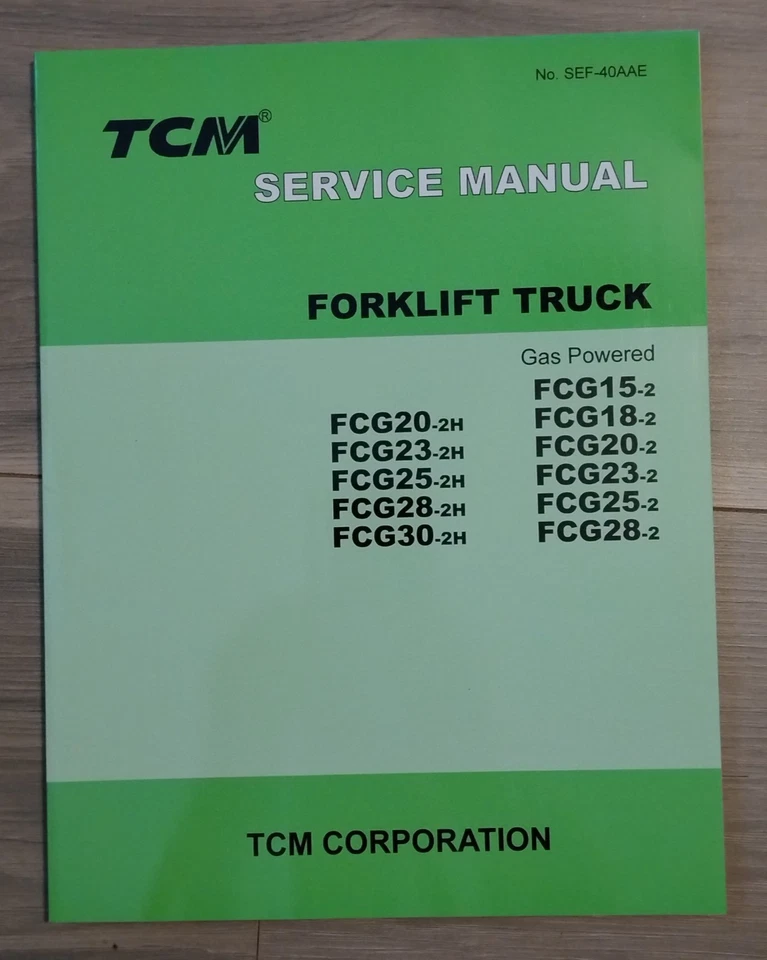 No. SEF-40AAE
TCM®
SERVICE MANUAL
FORKLIFT TRUCK
Gas Powered
FCG15-2
FCG20-2H FCG18-2
FCG23-2H FCG20-2
FCG25-2H FCG23-2
FCG28-2H FCG25-2
FCG30-2H FCG28-2
TCM CORPORATION